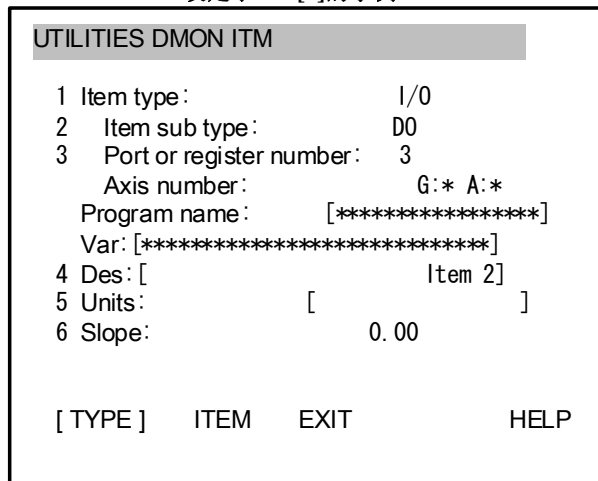 UTILITIES DMON ITM
1 Item type: I/O
2 Item sub type: DO
3 Port or register number: 3
Axis number: G:* A:*
Program name: [*****************]
Var:[*****************************]
4 Des:[ Item 2]
5 Units: [ ]
6 Slope: 0.00
[ TYPE ] ITEM EXIT HELP